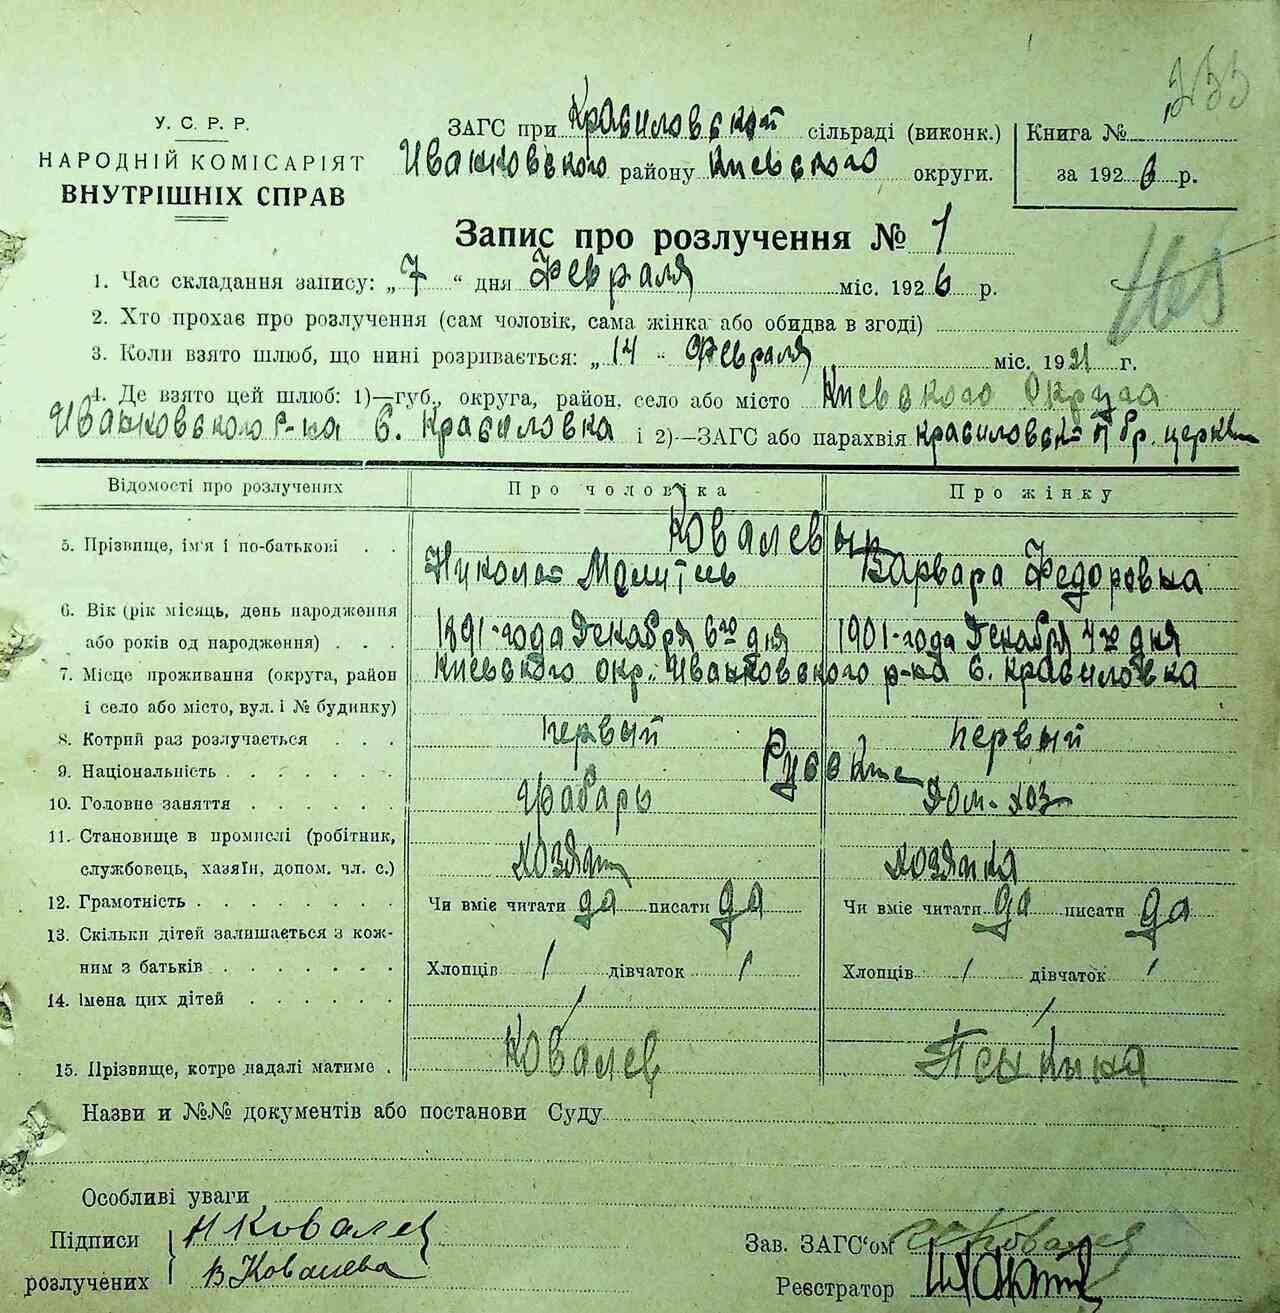 У. С. Р. Р.
НАРОДНІЙ КОМІСАРІЯТ
ВНУТРІШНІХ СПРАВ
ЗАГС при Красиловской сільраді (виконк.)
Иванковского району Киевского округи.
Книга №
за 1926 р.
Запис про розлучення № 1
1. Час складання запису: „7“ дня Февраля міс. 1926 р.
2. Хто прохає про розлучення (сам чоловік, сама жінка або обидва в згоді)
3. Коли взято шлюб, що нині розривається: „14“ Февраля міс. 1921 г.
4. Де взято цей шлюб: 1)—губ., округа, район, село або місто Киевского Округа
Иванковского р-на С. Красиловка і 2)—ЗАГС або парахвія красиловской пр. церкви
Відомості про розлучених Про чоловіка Про жінку
Ковалевы
5. Прізвище, ім'я і по-батькові . . Николай Варвара Федоровна
6. Вік (рік місяць, день народження
або років од народження) . . . 1891-года Декабря 6го дня 1901-года Декабря 4го дня
7. Місце проживання (округа, район Киевского окр. Иванковского р-на С. Красиловка
і село або місто, вул. і № будинку)
8. Котрий раз розлучається . . . первый первый
9. Національність . . . . . . Русские
10. Головне заняття . . . . . . дом-хоз
11. Становище в промислі (робітник,
службовець, хазяїн, допом. чл. с.) хозяин хозяйка
12. Грамотність . . . . . . . . Чи вміє читати да писати да Чи вміє читати да писати да
13. Скільки дітей залишається з кож-
ним з батьків . . . . . . . Хлопців / дівчаток / Хлопців / дівчаток /
14. Імена цих дітей . . . . . . / /
15. Прізвище, котре надалі матиме . Ковалев
Назви и №№ документів або постанови Суду
Особливі уваги
Підписи Н Ковалев
розлучених В Ковалева
Зав. ЗАГС‘ом Ковалев
Реєстратор